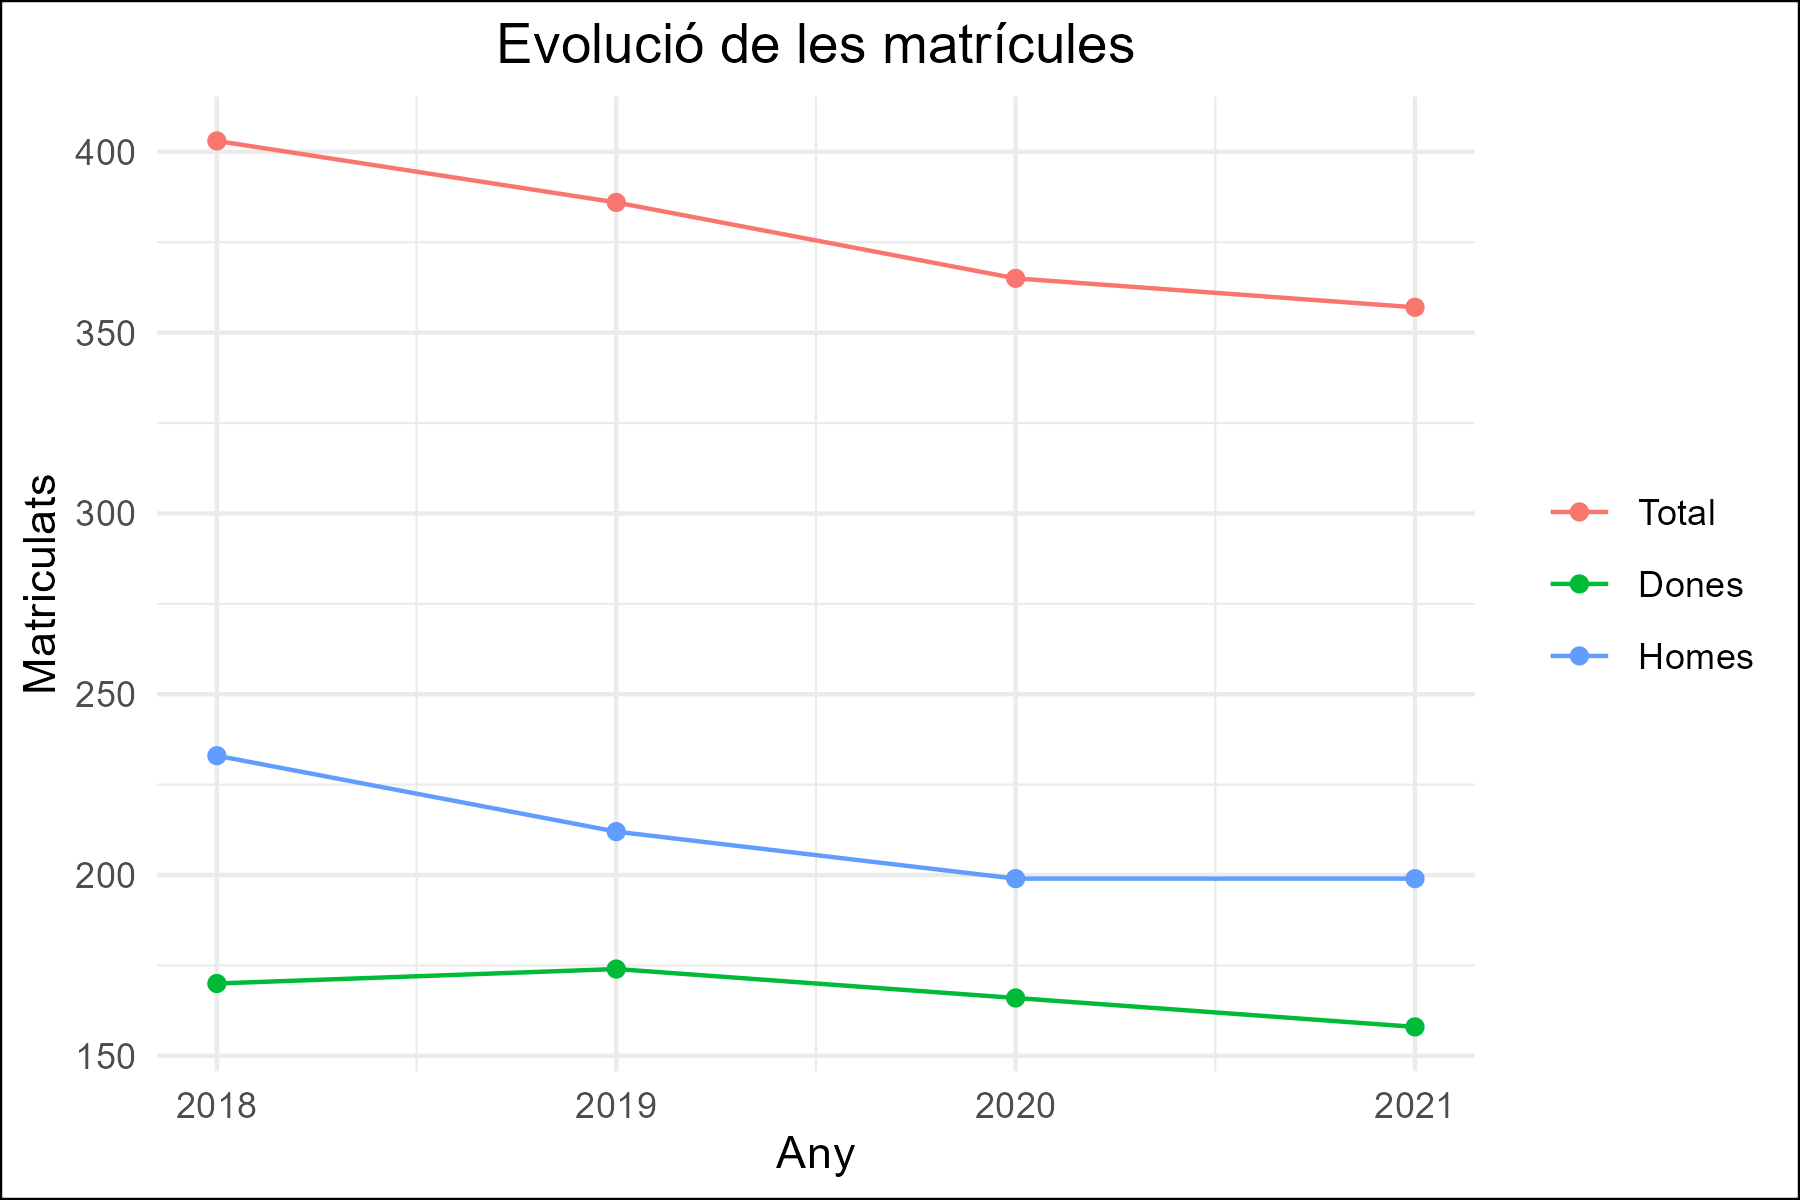 Evolució de les matrícules
400
350
300
250
200
150
Matriculats
2018
2019
2020
2021
Any
Total
Dones
Homes